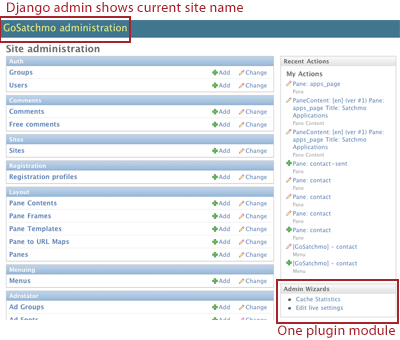 Django admin shows current site name
GoSatchmo administration
Site administration
Auth
Groups Add Change
Users Add Change
Comments
Comments Add Change
Free comments Add Change
Sites
Sites Add Change
Registration
Registration profiles Add Change
Layout
Pane Contents Add Change
Pane Frames Add Change
Pane Templates Add Change
Pane to URL Maps Add Change
Panes Add Change
Menuing
Menus Add Change
Adrotator
Ad Groups Add Change
Ad Spots Add Change
Recent Actions
My Actions
Pane: apps_page
Pane
PaneContent: [en] (ver #1) Pane:
apps_page Title: Satchmo
Applications
Pane Content
PaneContent: [en] (ver #1) Pane:
apps_page Title: Satchmo
Applications
Pane Content
Pane: contact-sent
Pane
Pane: contact
Pane
Pane: contact
Pane
Pane: contact
Pane
Pane: contact
Pane
[GoSatchmo] - contact
Menu
[GoSatchmo] - contact
Menu
Admin Wizards
Cache Statistics
Edit live settings
One plugin module